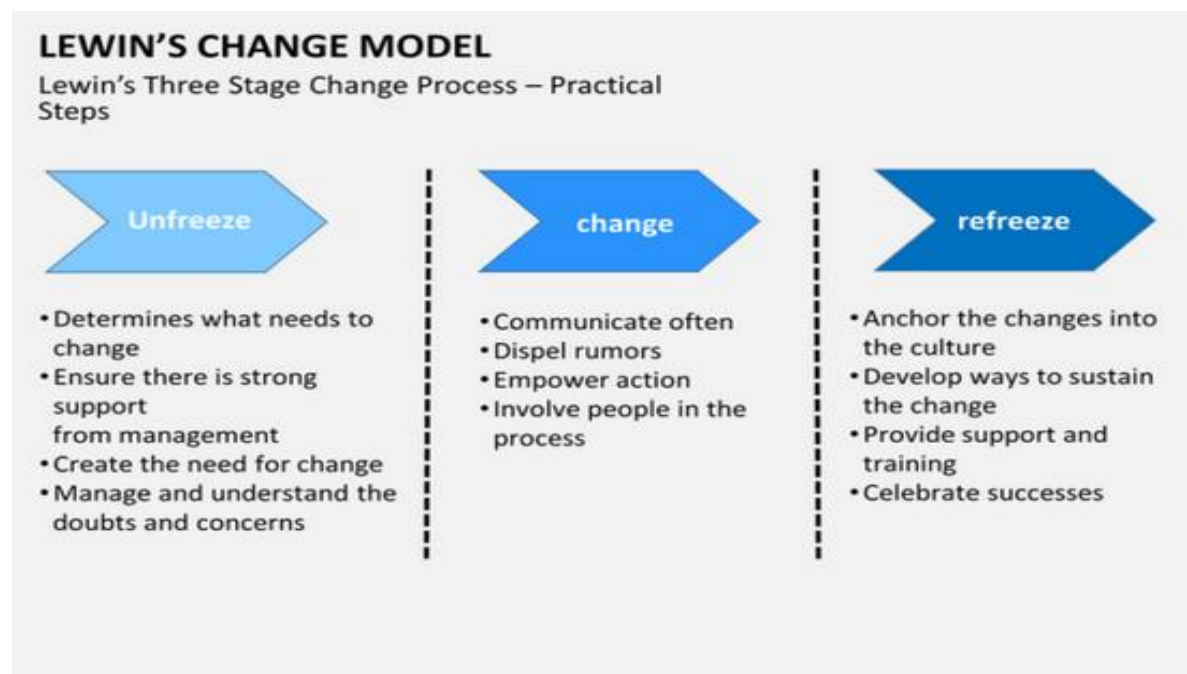 LEWIN’S CHANGE MODEL
Lewin’s Three Stage Change Process – Practical
Steps
Unfreeze
•Determines what needs to
change
•Ensure there is strong
support
from management
•Create the need for change
•Manage and understand the
doubts and concerns
change
•Communicate often
•Dispel rumors
•Empower action
•Involve people in the
process
refreeze
•Anchor the changes into
the culture
•Develop ways to sustain
the change
•Provide support and
training
•Celebrate successes